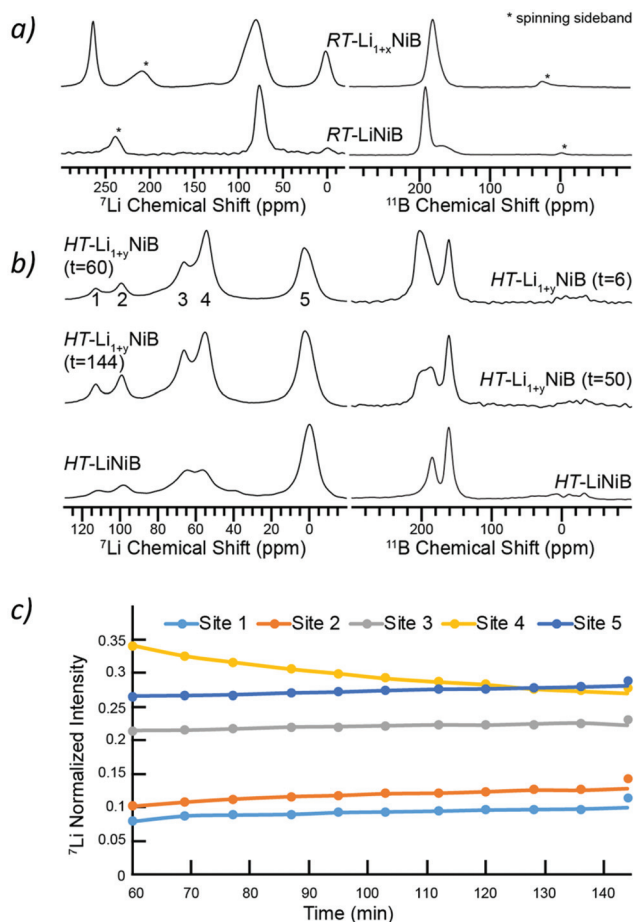 a)
* spinning sideband
RT-Li1+xNiB
*
*
RT-LiNiB
*
*
250 200 150 100 50 0
200 100 0
7Li Chemical Shift (ppm)
11B Chemical Shift (ppm)
b)
HT-Li1+yNiB
(t=60)
1 2 3 4 5
HT-Li1+yNiB (t=6)
HT-Li1+yNiB
(t=144)
HT-Li1+yNiB (t=50)
HT-LiNiB
HT-LiNiB
120 100 80 60 40 20 0
200 100 0
7Li Chemical Shift (ppm)
11B Chemical Shift (ppm)
c)
Site 1 Site 2 Site 3 Site 4 Site 5
0.35
0.3
0.25
0.2
0.15
0.1
0.05
0
7Li Normalized Intensity
60 70 80 90 100 110 120 130 140
Time (min)